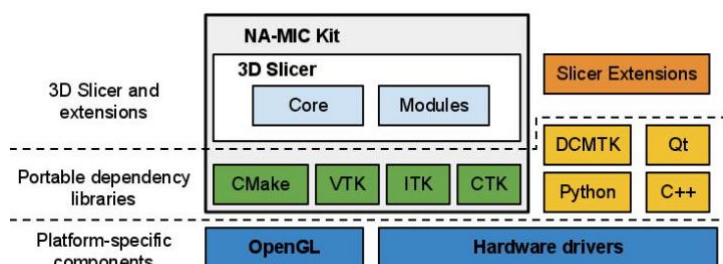 NA-MIC Kit
3D Slicer
Core
Modules
Slicer Extensions
3D Slicer and
extensions
DCMTK
Qt
Python
C++
Portable dependency
libraries
CMake
VTK
ITK
CTK
Platform-specific
components
OpenGL
Hardware drivers